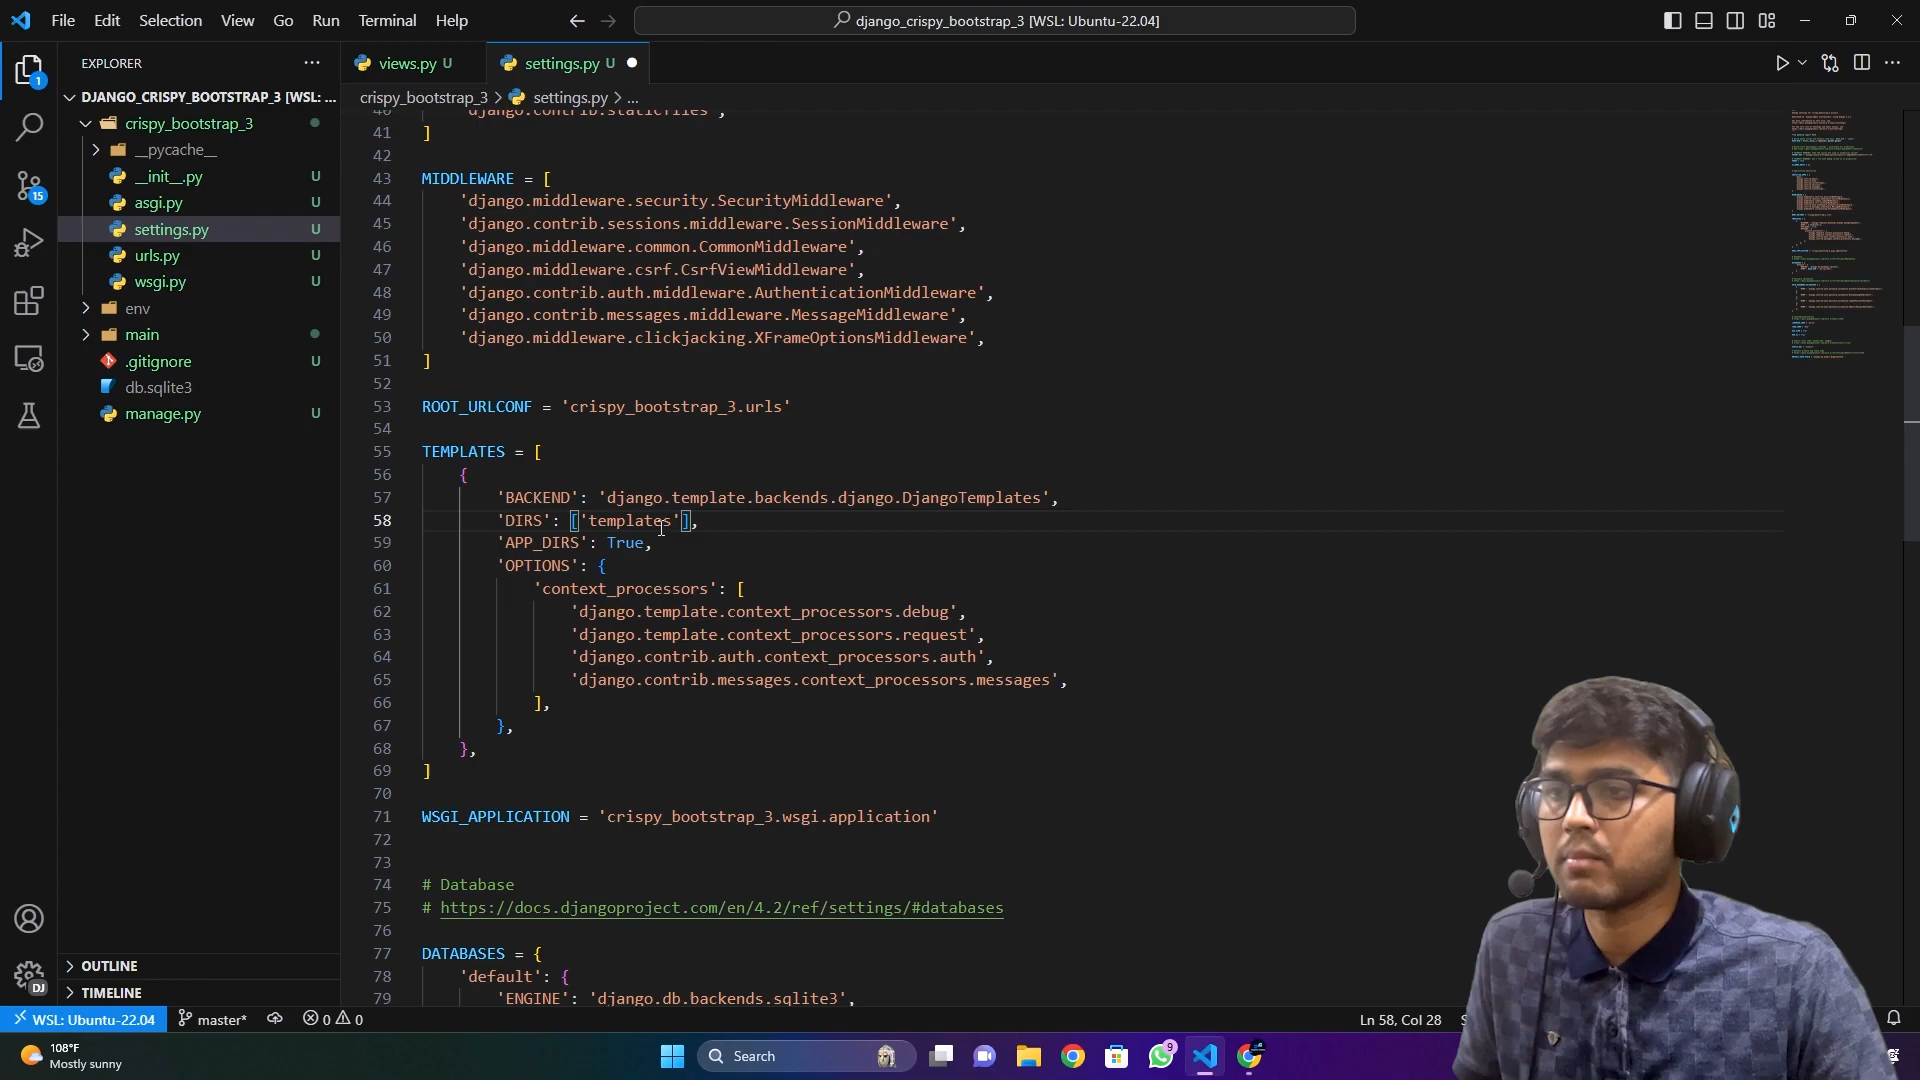 File Edit Selection View Go Run Terminal Help
django_crispy_bootstrap_3 [WSL: Ubuntu-22.04]
EXPLORER
views.py U
settings.py U
DJANGO_CRISPY_BOOTSTRAP_3 [WSL: ...
crispy_bootstrap_3 > settings.py > ...
1
crispy_bootstrap_3
__pycache__
__init__.py U
asgi.py U
settings.py U
urls.py U
wsgi.py U
env
main
.gitignore U
db.sqlite3
manage.py U
15
OUTLINE
TIMELINE
40 'django.contrib.staticfiles',
41 ]
42
43 MIDDLEWARE = [
44 'django.middleware.security.SecurityMiddleware',
45 'django.contrib.sessions.middleware.SessionMiddleware',
46 'django.middleware.common.CommonMiddleware',
47 'django.middleware.csrf.CsrfViewMiddleware',
48 'django.contrib.auth.middleware.AuthenticationMiddleware',
49 'django.contrib.messages.middleware.MessageMiddleware',
50 'django.middleware.clickjacking.XFrameOptionsMiddleware',
51 ]
52
53 ROOT_URLCONF = 'crispy_bootstrap_3.urls'
54
55 TEMPLATES = [
56 {
57 'BACKEND': 'django.template.backends.django.DjangoTemplates',
58 'DIRS': ['templates'],
59 'APP_DIRS': True,
60 'OPTIONS': {
61 'context_processors': [
62 'django.template.context_processors.debug',
63 'django.template.context_processors.request',
64 'django.contrib.auth.context_processors.auth',
65 'django.contrib.messages.context_processors.messages',
66 ],
67 },
68 },
69 ]
70
71 WSGI_APPLICATION = 'crispy_bootstrap_3.wsgi.application'
72
73
74 # Database
75 # https://docs.djangoproject.com/en/4.2/ref/settings/#databases
76
77 DATABASES = {
78 'default': {
79 'ENGINE': 'django.db.backends.sqlite3',
DJ
WSL: Ubuntu-22.04 master* 0 0
Ln 58, Col 28
108°F
Mostly sunny
Search
9